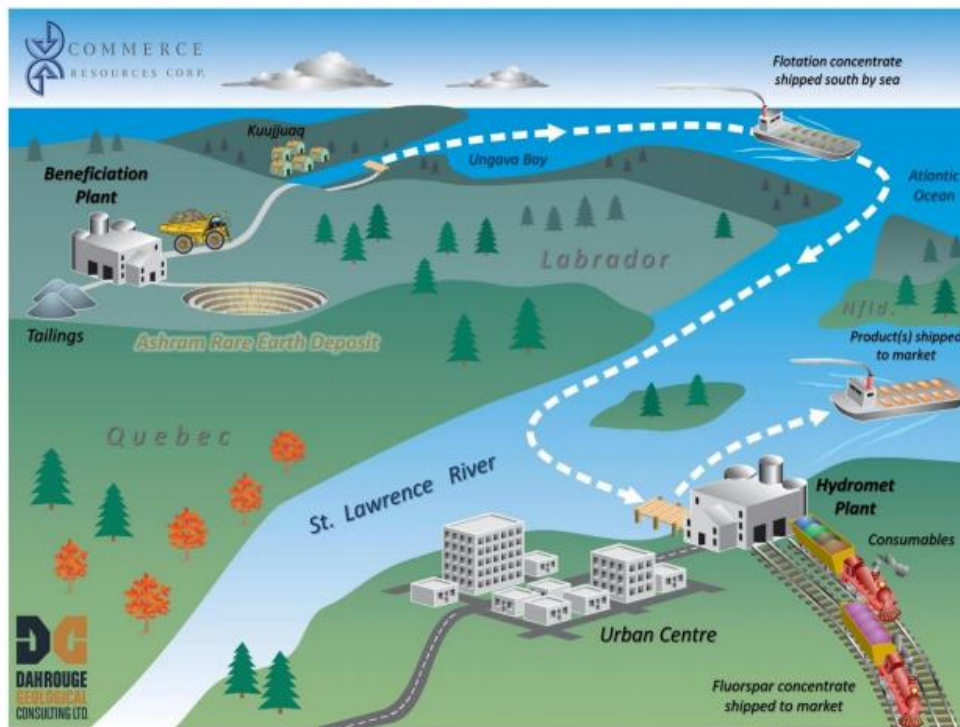 COMMERCE
RESOURCES CORP.
Flotation concentrate
shipped south by sea
Kuujjuaq
Ungava Bay
Beneficiation
Plant
Atlantic
Ocean
Labrador
Nfld.
Tailings
Ashram Rare Earth Deposit
Product(s) shipped
to market
Quebec
St. Lawrence River
Hydromet
Plant
Consumables
Urban Centre
DG
DAHROUGE
GEOLOGICAL
CONSULTING LTD.
Fluorspar concentrate
shipped to market